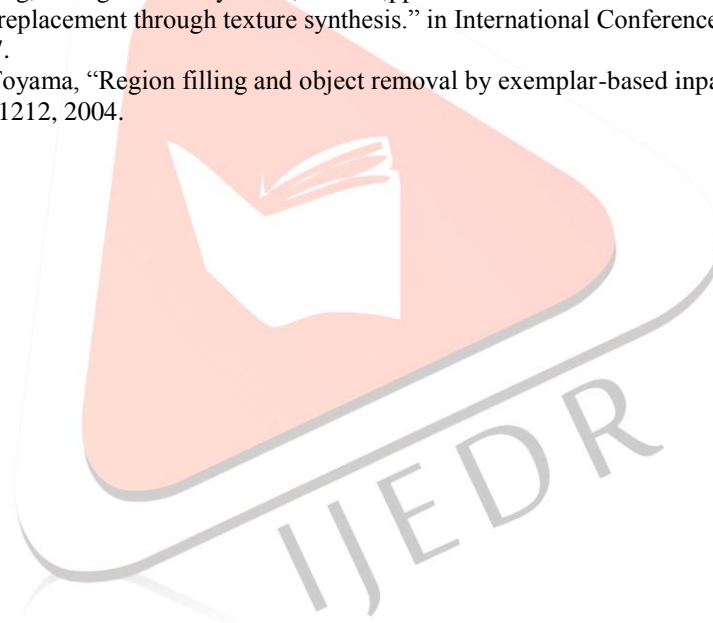 replacement through texture synthesis.” in International Conference
oyama, “Region filling and object removal by exemplar-based inpa
1212, 2004.
IJEDR